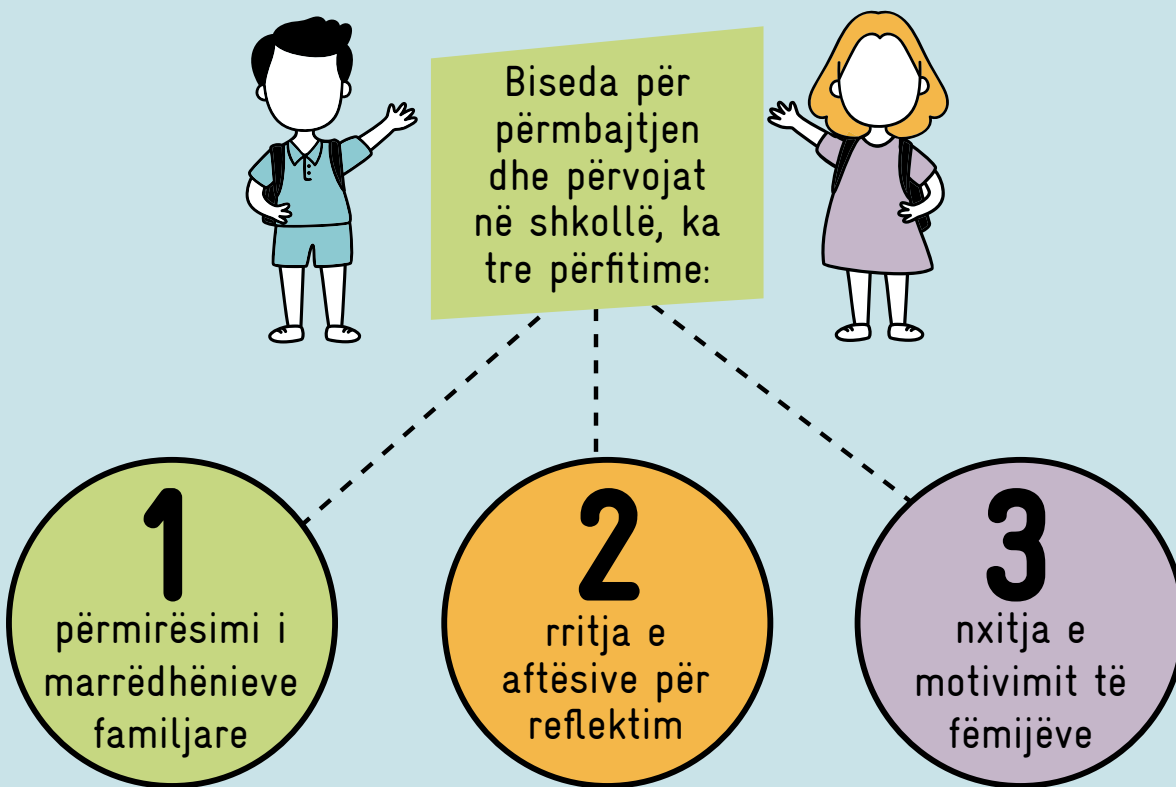 Biseda për
përmbajtjen
dhe përvojat
në shkollë, ka
tre përfitime:
1
përmirësimi i
marrëdhënieve
familjare
2
rritja e
aftësive për
reflektim
3
nxitja e
motivimit të
fëmijëve